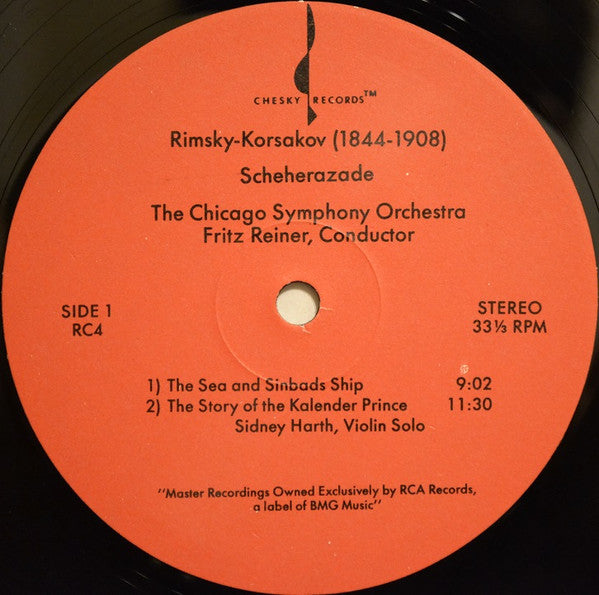 CHESKY RECORDS™
Rimsky-Korsakov (1844-1908)
Scheherazade
The Chicago Symphony Orchestra
Fritz Reiner, Conductor
SIDE 1
RC4
STEREO
33⅓ RPM
1) The Sea and Sinbads Ship 9:02
2) The Story of the Kalender Prince 11:30
Sidney Harth, Violin Solo
"Master Recordings Owned Exclusively by RCA Records,
a label of BMG Music"